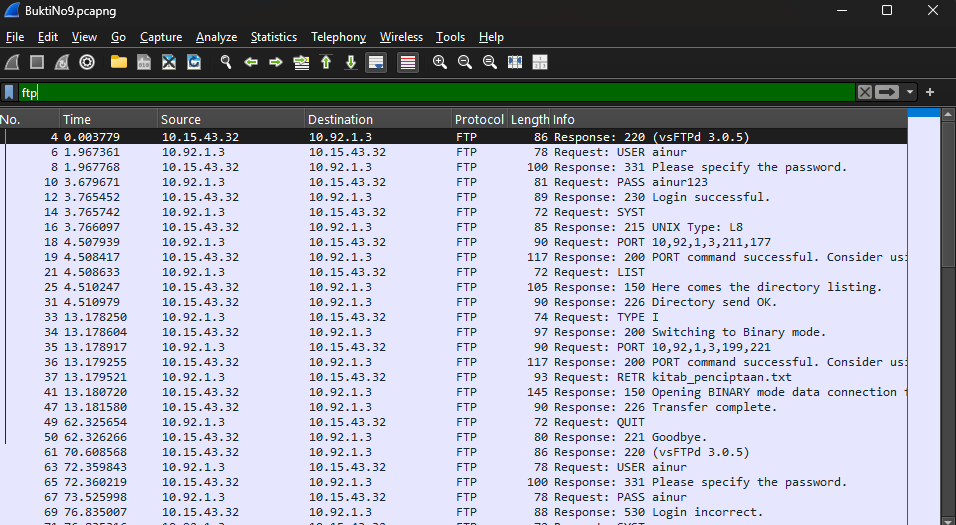 BuktiNo9.pcapng
File Edit View Go Capture Analyze Statistics Telephony Wireless Tools Help
ftp
No. Time Source Destination Protocol Length Info
4 0.003779 10.15.43.32 10.92.1.3 FTP 86 Response: 220 (vsFTPd 3.0.5)
6 1.967361 10.92.1.3 10.15.43.32 FTP 78 Request: USER ainur
8 1.967768 10.15.43.32 10.92.1.3 FTP 100 Response: 331 Please specify the password.
10 3.679671 10.92.1.3 10.15.43.32 FTP 81 Request: PASS ainur123
12 3.765452 10.15.43.32 10.92.1.3 FTP 89 Response: 230 Login successful.
14 3.765742 10.92.1.3 10.15.43.32 FTP 72 Request: SYST
16 3.766097 10.15.43.32 10.92.1.3 FTP 85 Response: 215 UNIX Type: L8
18 4.507939 10.92.1.3 10.15.43.32 FTP 90 Request: PORT 10,92,1,3,211,177
19 4.508417 10.15.43.32 10.92.1.3 FTP 117 Response: 200 PORT command successful. Consider
21 4.508633 10.92.1.3 10.15.43.32 FTP 72 Request: LIST
25 4.510247 10.15.43.32 10.92.1.3 FTP 105 Response: 150 Here comes the directory listing.
31 4.510979 10.15.43.32 10.92.1.3 FTP 90 Response: 226 Directory send OK.
33 13.178250 10.92.1.3 10.15.43.32 FTP 74 Request: TYPE I
34 13.178604 10.15.43.32 10.92.1.3 FTP 97 Response: 200 Switching to Binary mode.
35 13.178917 10.92.1.3 10.15.43.32 FTP 90 Request: PORT 10,92,1,3,199,221
36 13.179255 10.15.43.32 10.92.1.3 FTP 117 Response: 200 PORT command successful. Consider
37 13.179521 10.92.1.3 10.15.43.32 FTP 93 Request: RETR kitab_penciptaan.txt
41 13.180720 10.15.43.32 10.92.1.3 FTP 145 Response: 150 Opening BINARY mode data connection
47 13.181580 10.15.43.32 10.92.1.3 FTP 90 Response: 226 Transfer complete.
49 62.325654 10.92.1.3 10.15.43.32 FTP 72 Request: QUIT
50 62.326266 10.15.43.32 10.92.1.3 FTP 80 Response: 221 Goodbye.
61 70.608568 10.15.43.32 10.92.1.3 FTP 86 Response: 220 (vsFTPd 3.0.5)
63 72.359843 10.92.1.3 10.15.43.32 FTP 78 Request: USER ainur
65 72.360219 10.15.43.32 10.92.1.3 FTP 100 Response: 331 Please specify the password.
67 73.525998 10.92.1.3 10.15.43.32 FTP 78 Request: PASS ainur
69 76.835007 10.15.43.32 10.92.1.3 FTP 88 Response: 530 Login incorrect.